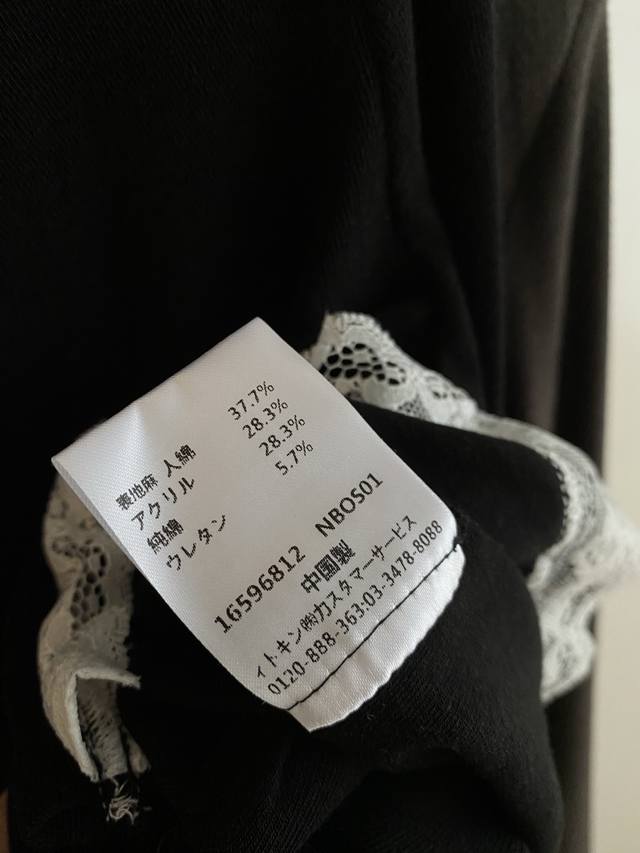 表地麻 人綿 37.7%
アクリル 28.3%
純綿 28.3%
ウレタン 5.7%
16596812 NBOS01
中国製
イトキン㈱カスタマーサービス
0120-888-363:03-3478-8088